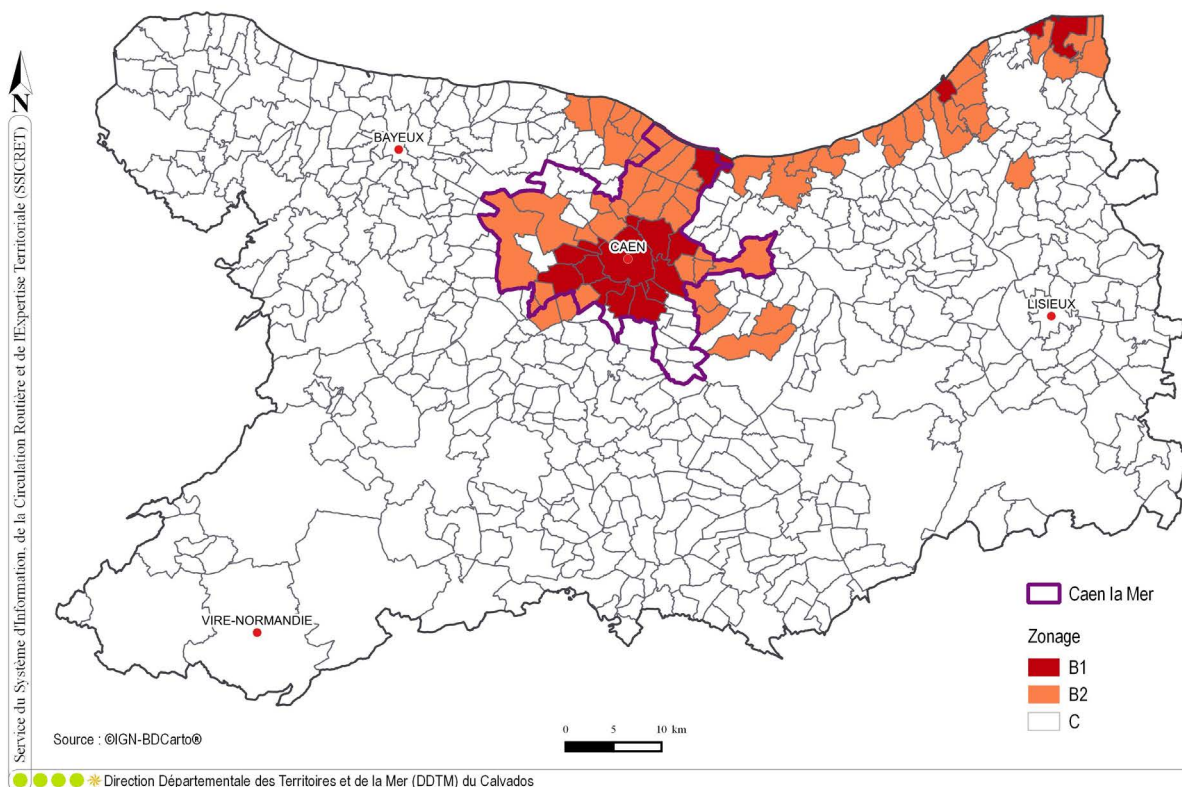 N
Service du Système d'Information, de la Circulation Routière et de l'Expertise Territoriale (SSICRET)
BAYEUX
CAEN
LISIEUX
VIRE-NORMANDIE
Caen la Mer
Zonage
B1
B2
C
0 5 10 km
Source : ©IGN-BDCarto®
Direction Départementale des Territoires et de la Mer (DDTM) du Calvados